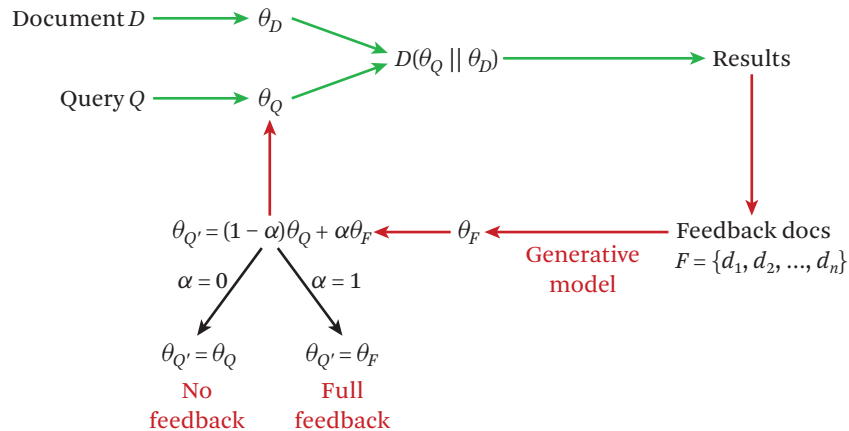 Document D
θ_D
D(θ_Q || θ_D)
Results
Query Q
θ_Q
θ_Q′ = (1 − α)θ_Q + αθ_F
θ_F
Generative
model
Feedback docs
F = {d_1, d_2, ..., d_n}
α = 0
α = 1
θ_Q′ = θ_Q
No
feedback
θ_Q′ = θ_F
Full
feedback